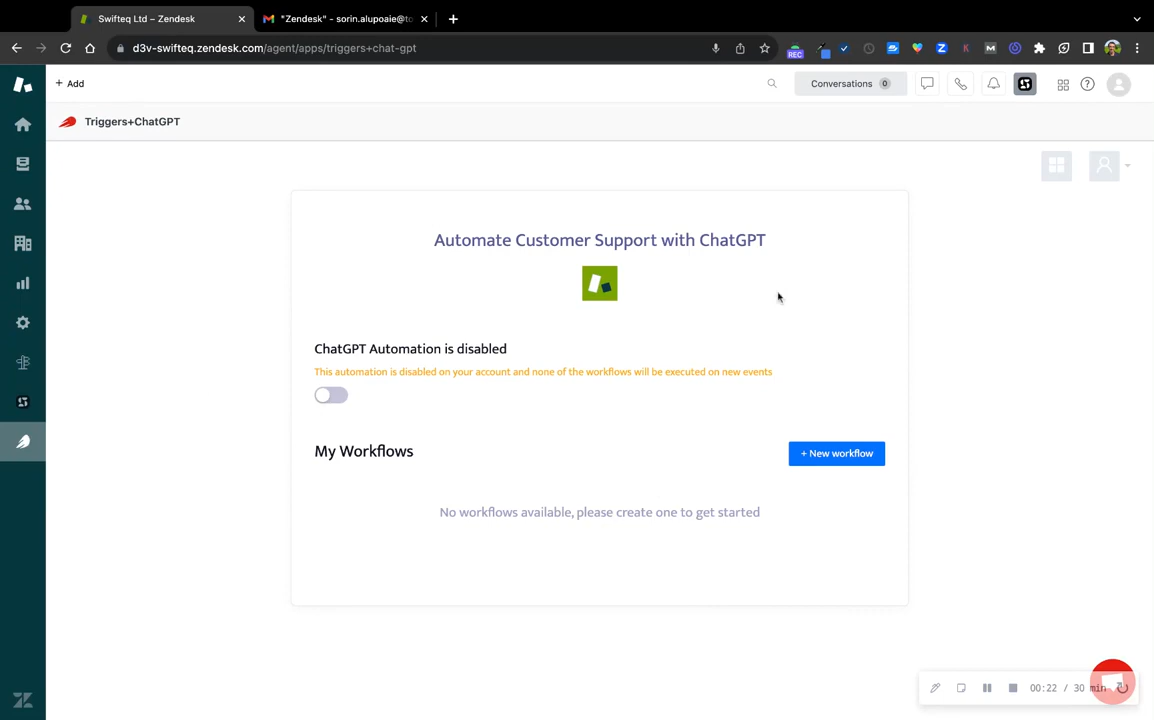 Swifteq Ltd – Zendesk
"Zendesk" - sorin.alupoaie@to
d3v-swifteq.zendesk.com/agent/apps/triggers+chat-gpt
REC
Z
K
M
+ Add
Conversations 0
Triggers+ChatGPT
Automate Customer Support with ChatGPT
ChatGPT Automation is disabled
This automation is disabled on your account and none of the workflows will be executed on new events
My Workflows
+ New workflow
No workflows available, please create one to get started
00:22 / 30 min